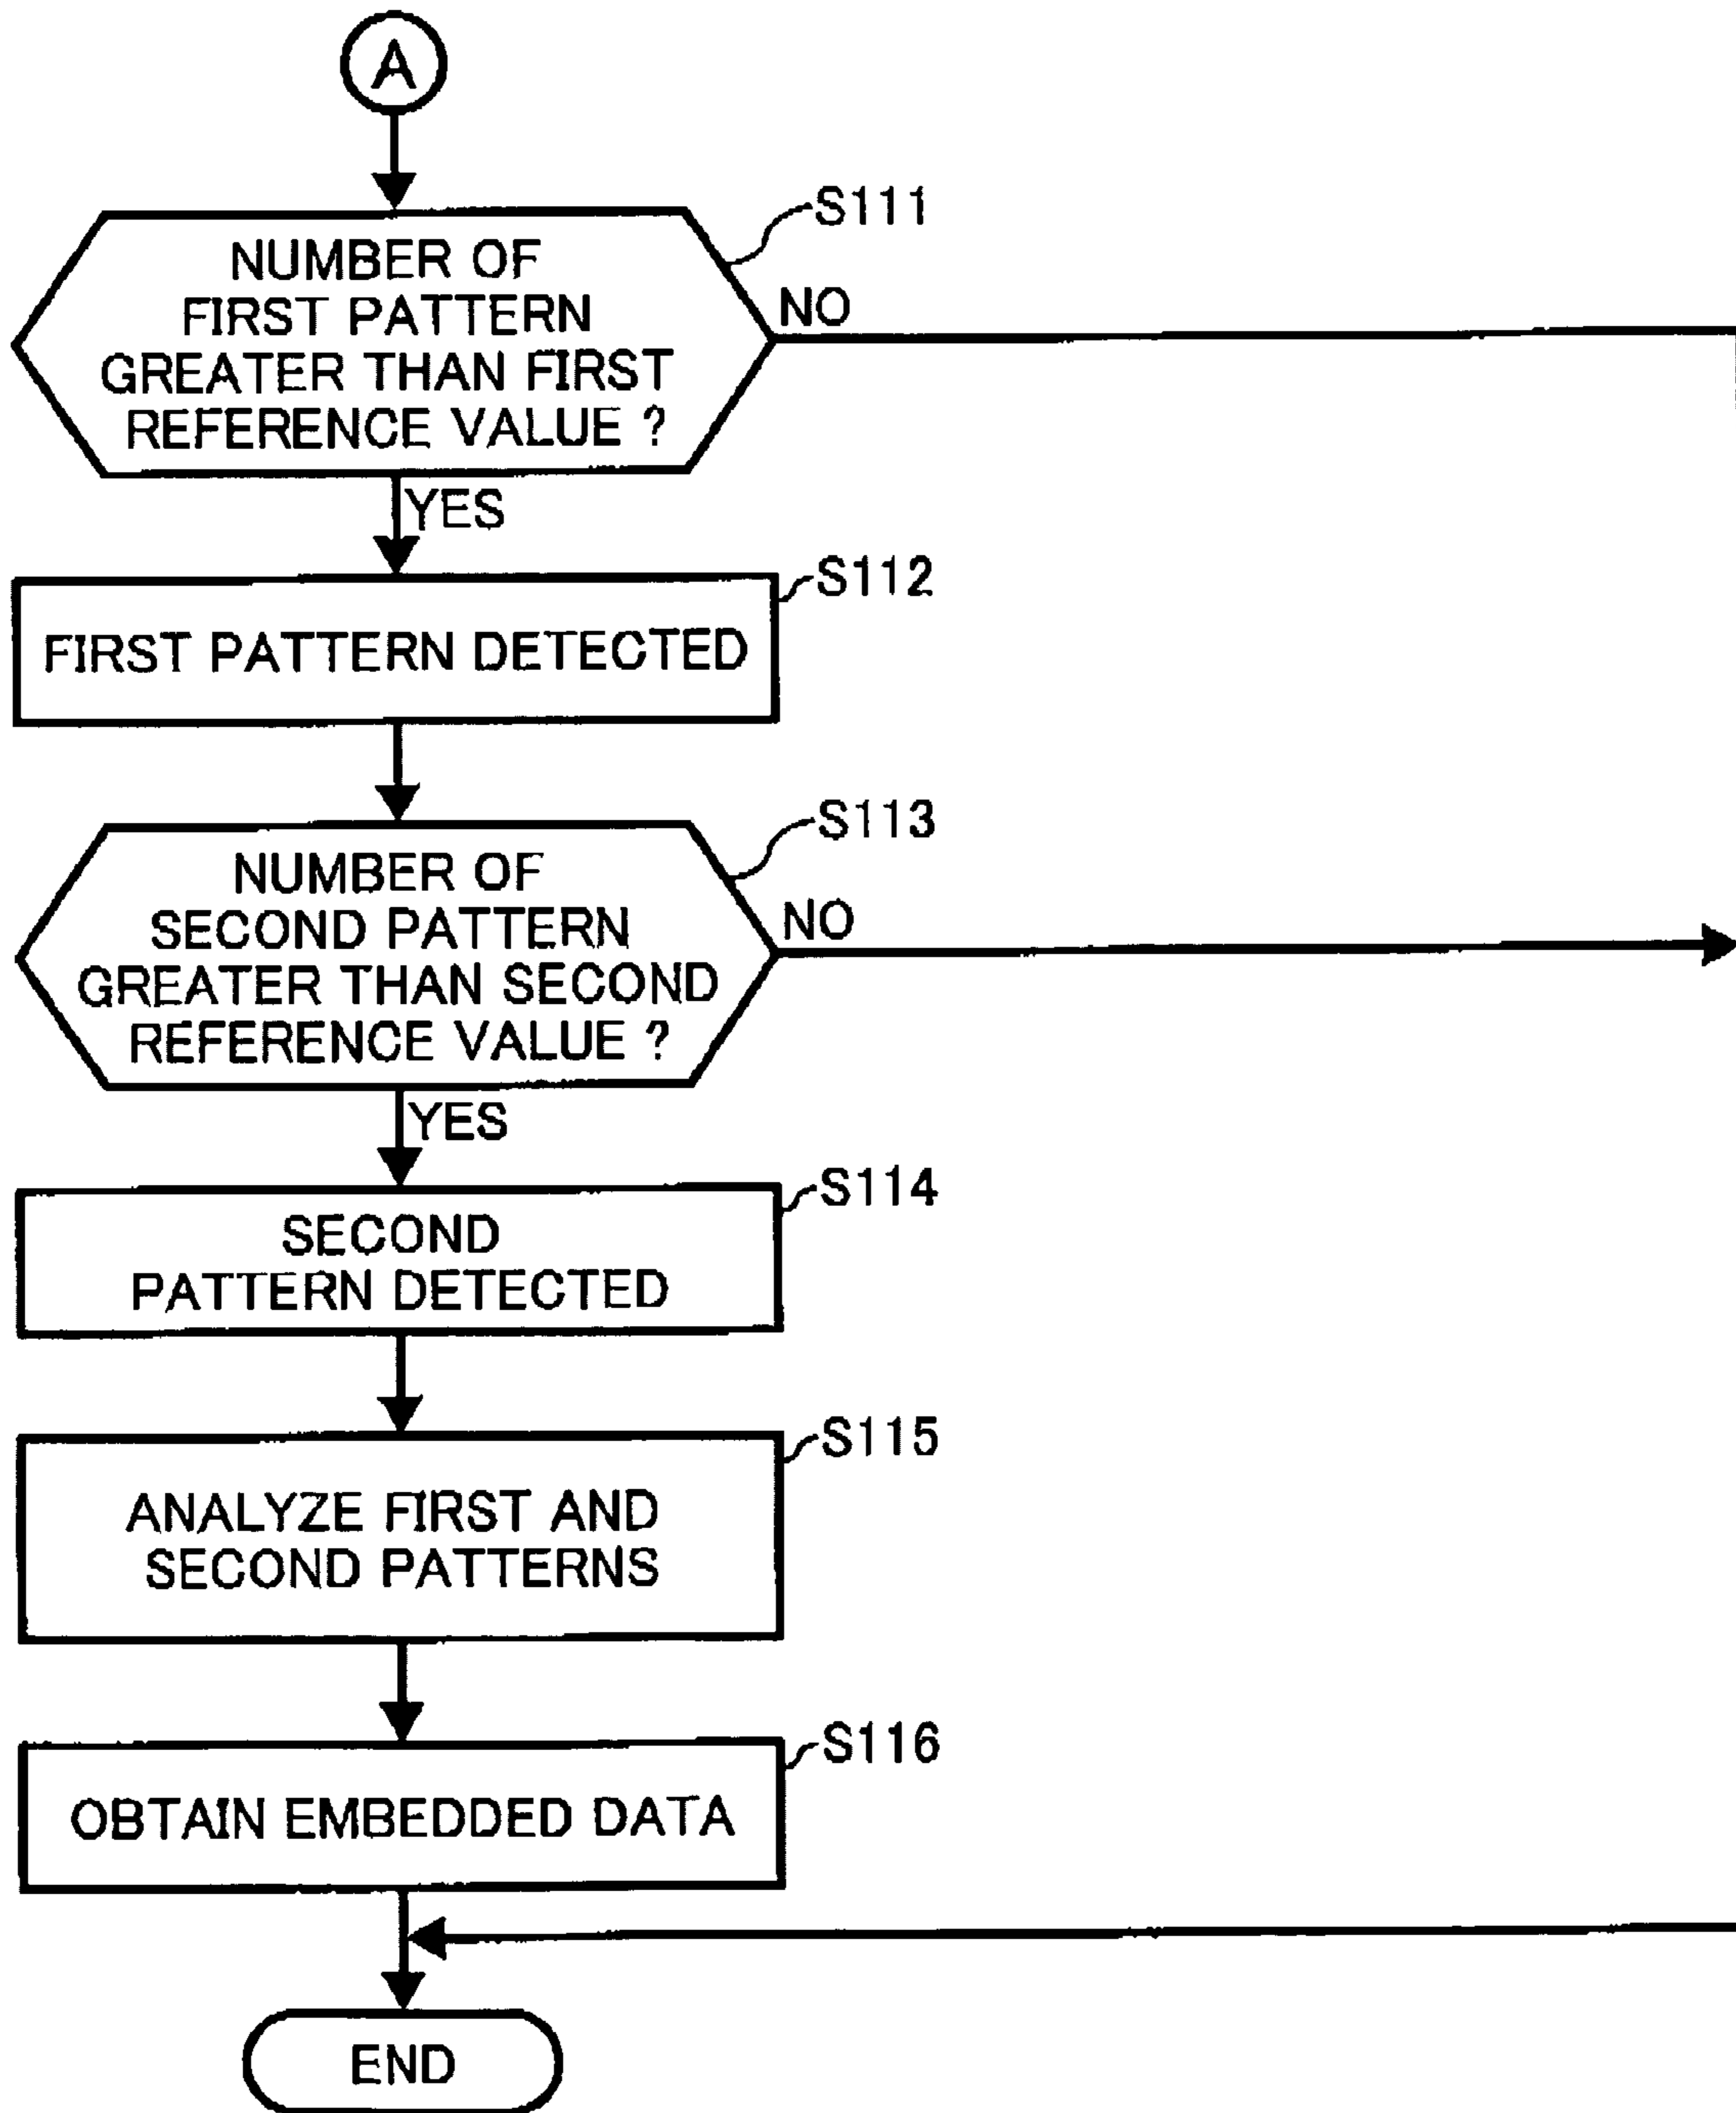 A
S111
NUMBER OF
FIRST PATTERN
GREATER THAN FIRST
REFERENCE VALUE ?
NO
YES
S112
FIRST PATTERN DETECTED
S113
NUMBER OF
SECOND PATTERN
GREATER THAN SECOND
REFERENCE VALUE ?
NO
YES
S114
SECOND
PATTERN DETECTED
S115
ANALYZE FIRST AND
SECOND PATTERNS
S116
OBTAIN EMBEDDED DATA
END